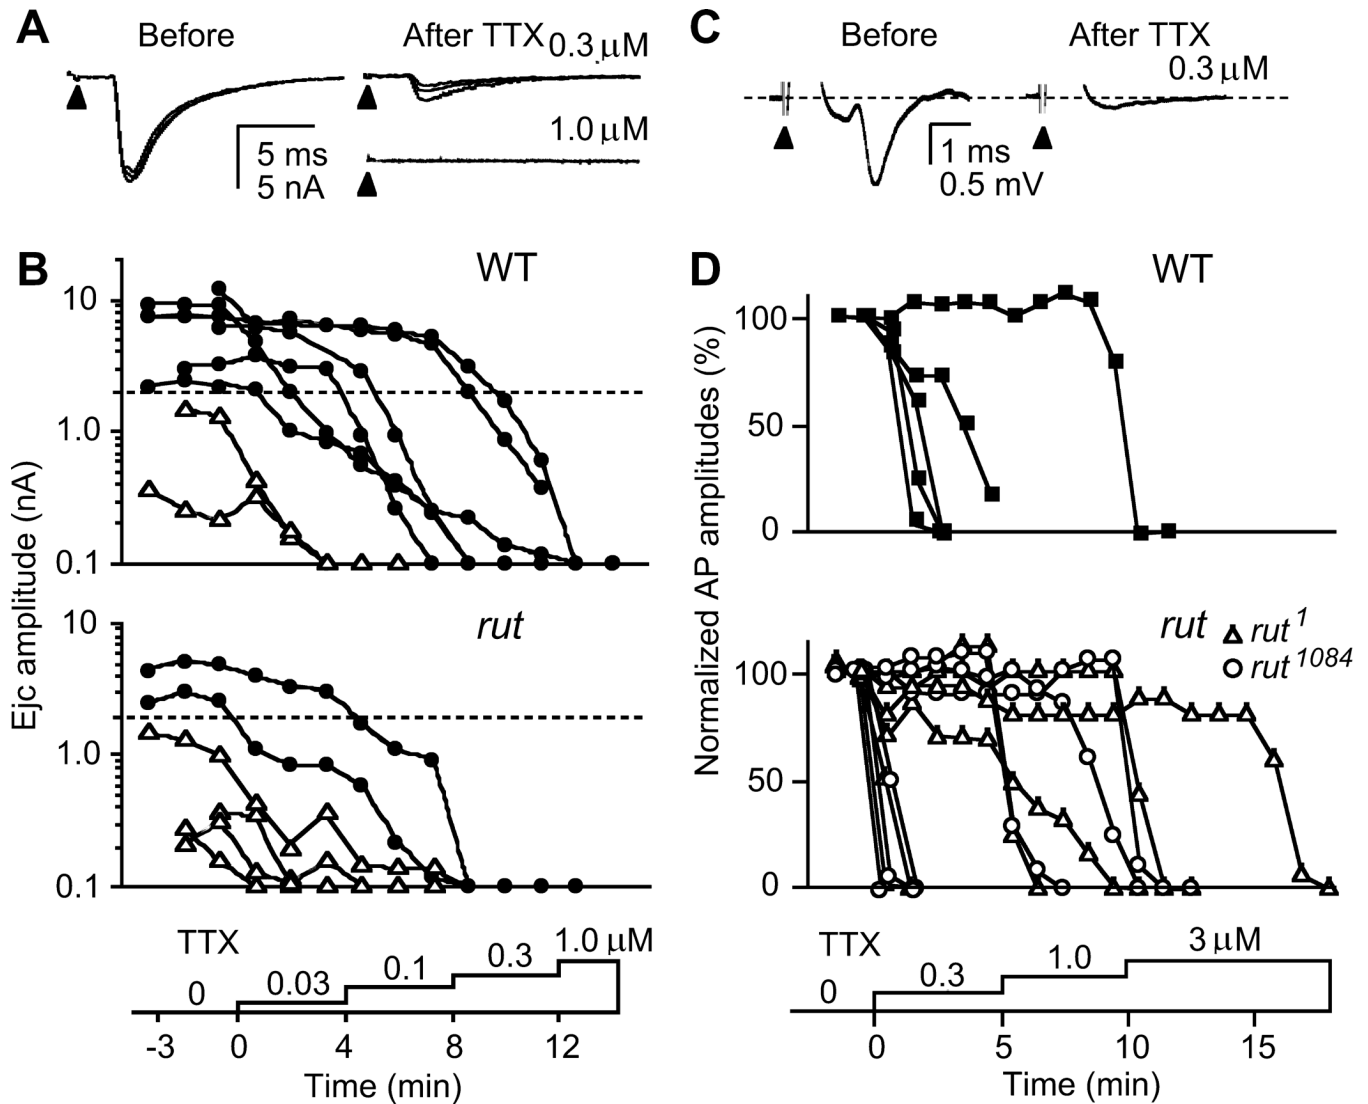 A
Before
After TTX
0.3 μM
1.0 μM
5 ms
5 nA
C
Before
After TTX
0.3 μM
1 ms
0.5 mV
B
WT
10
1.0
0.1
rut
10
1.0
0.1
Ejc amplitude (nA)
TTX
0
0.03
0.1
0.3
1.0 μM
-3
0
4
8
12
Time (min)
D
WT
100
50
0
rut
rut1
rut1084
100
50
0
Normalized AP amplitudes (%)
TTX
0
0.3
1.0
3 μM
0
5
10
15
Time (min)